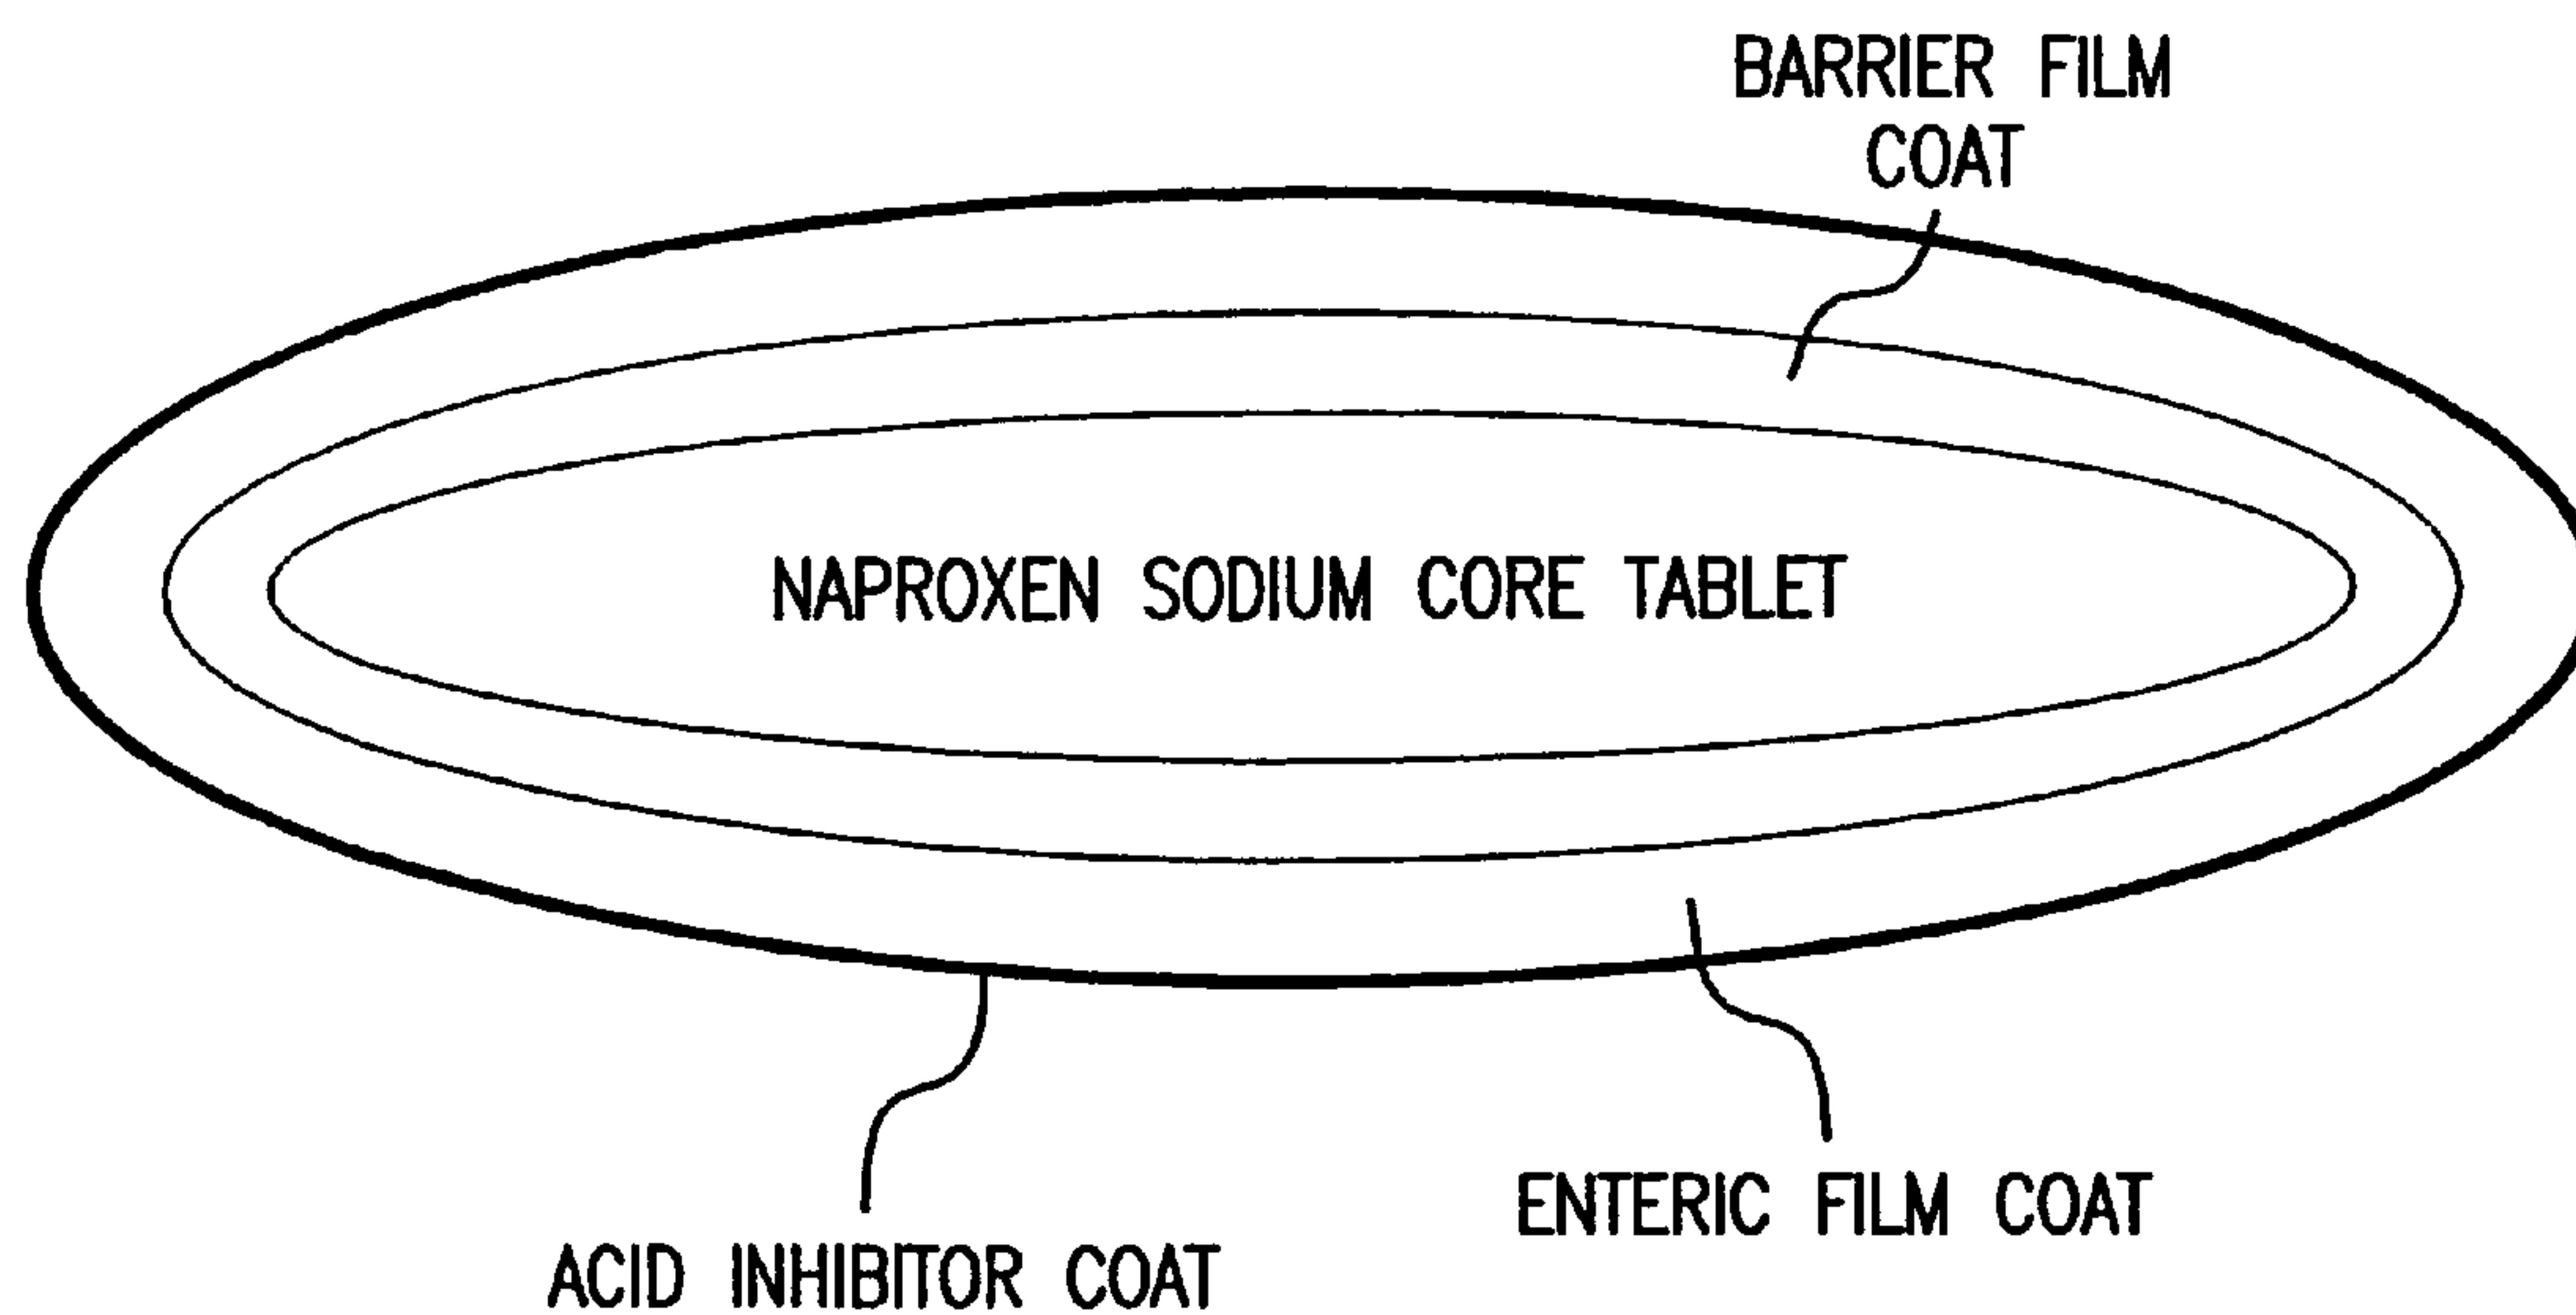 BARRIER FILM
COAT
NAPROXEN SODIUM CORE TABLET
ENTERIC FILM COAT
ACID INHIBITOR COAT